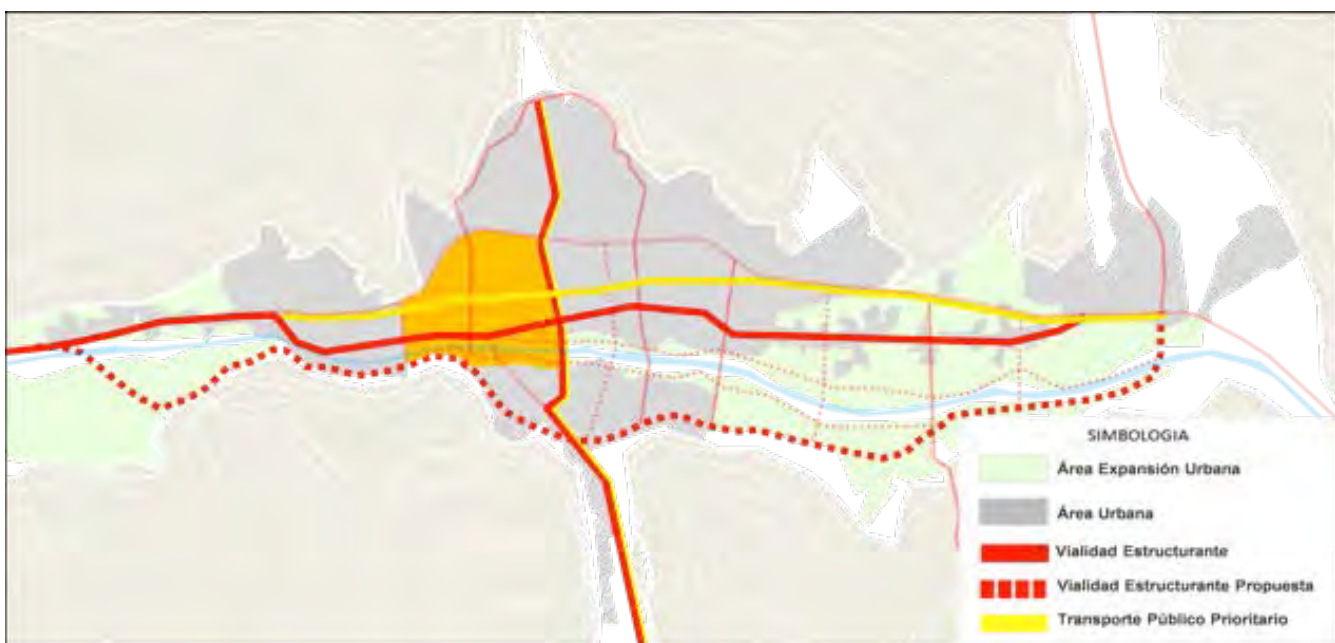 SIMBOLOGIA
Área Expansión Urbana
Área Urbana
Vialidad Estructurante
Vialidad Estructurante Propuesta
Transporte Público Prioritario